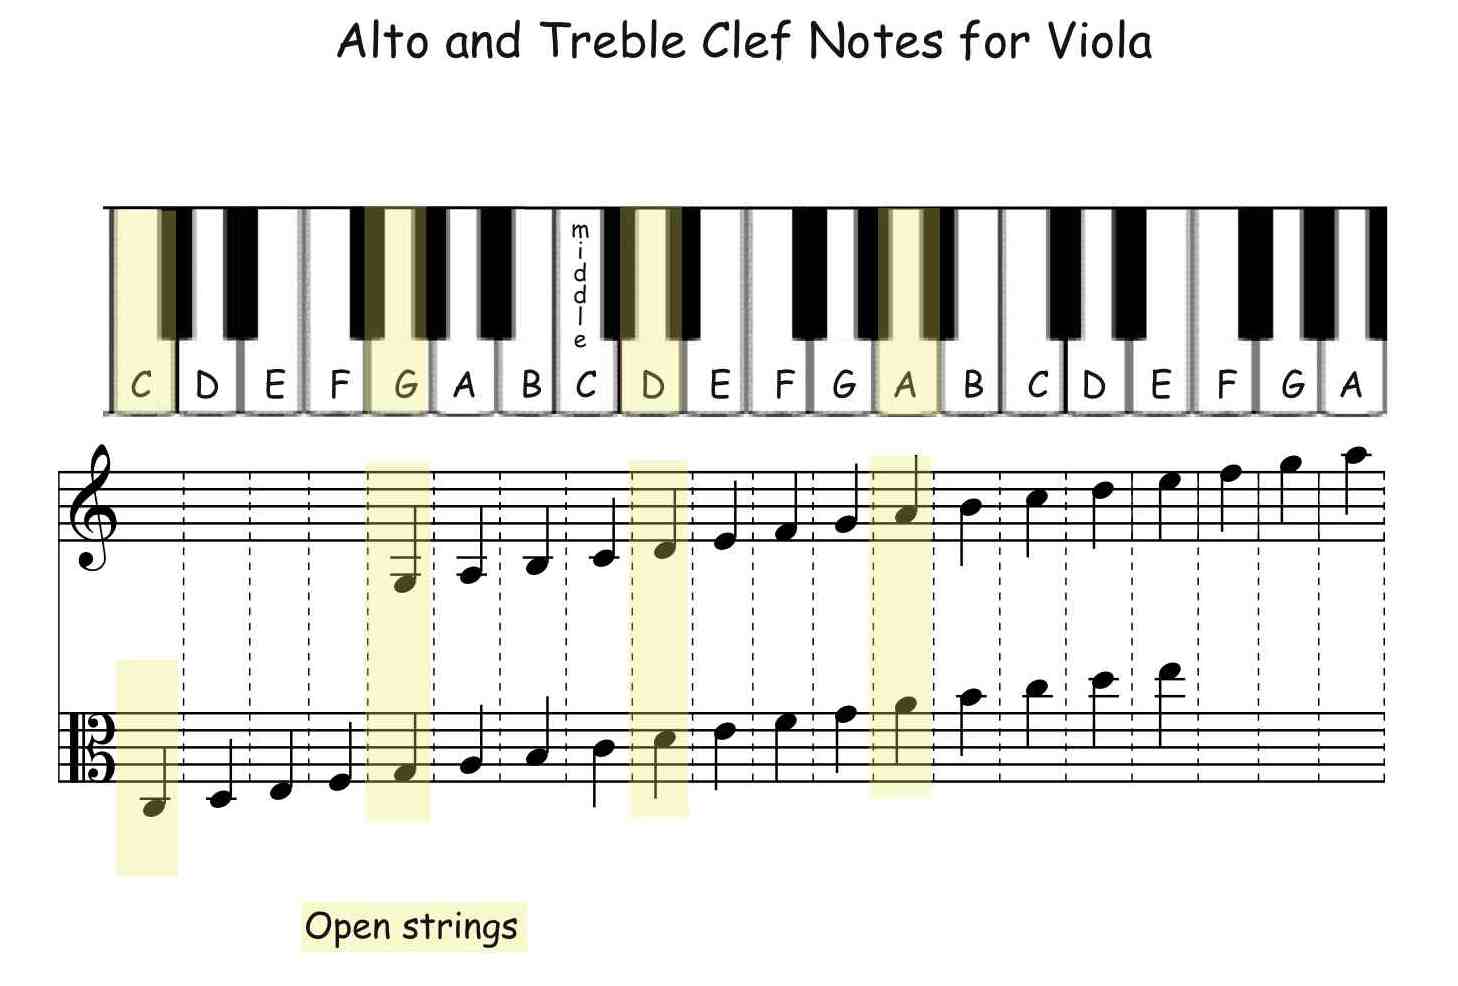 Alto and Treble Clef Notes for Viola
middle
C D E F G A B C D E F G A B C D E F G A
Open strings